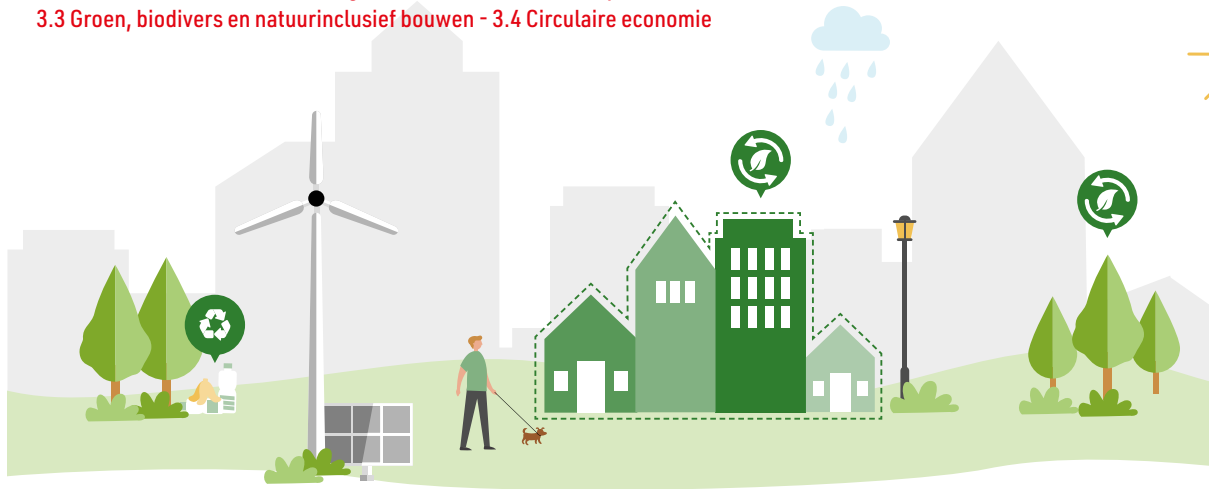 3.3 Groen, biodivers en natuurinclusief bouwen - 3.4 Circulaire economie